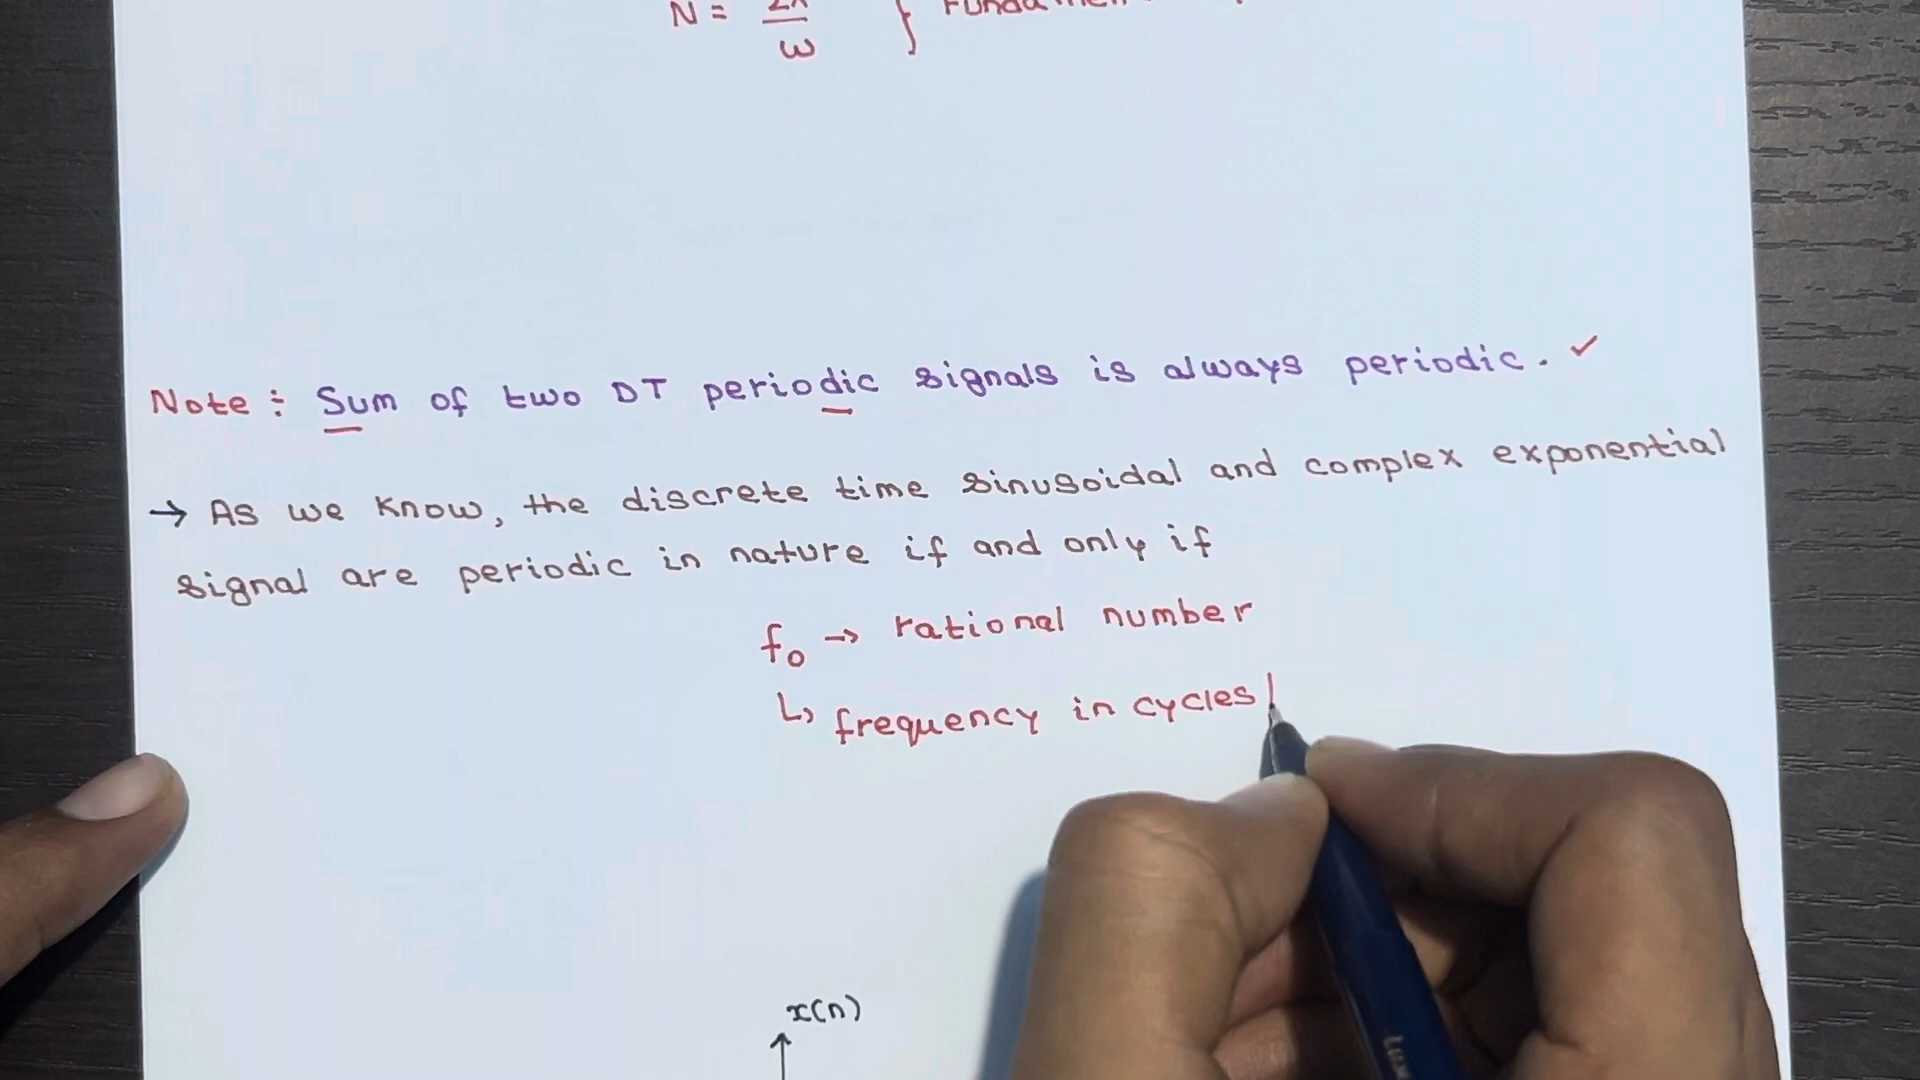 N = 2π/ω }
Note : Sum of two DT periodic signals is always periodic. ✓
→ As we know, the discrete time sinusoidal and complex exponential
signal are periodic in nature if and only if
f₀ → rational number
↳ frequency in cycles/
x(n)